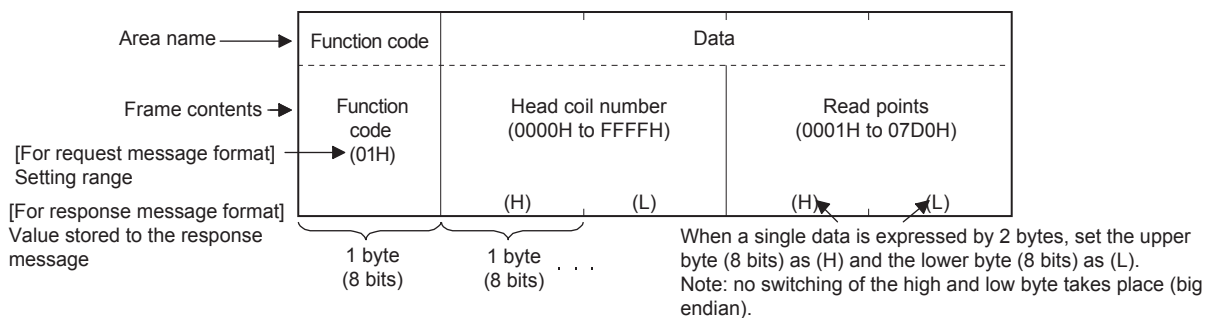 Area name
Function code
Data
Frame contents
Function
code
(01H)
Head coil number
(0000H to FFFFH)
Read points
(0001H to 07D0H)
[For request message format]
Setting range
(H)
(L)
(H)
(L)
[For response message format]
Value stored to the response
message
1 byte
(8 bits)
1 byte
(8 bits)
. . .
When a single data is expressed by 2 bytes, set the upper
byte (8 bits) as (H) and the lower byte (8 bits) as (L).
Note: no switching of the high and low byte takes place (big
endian).